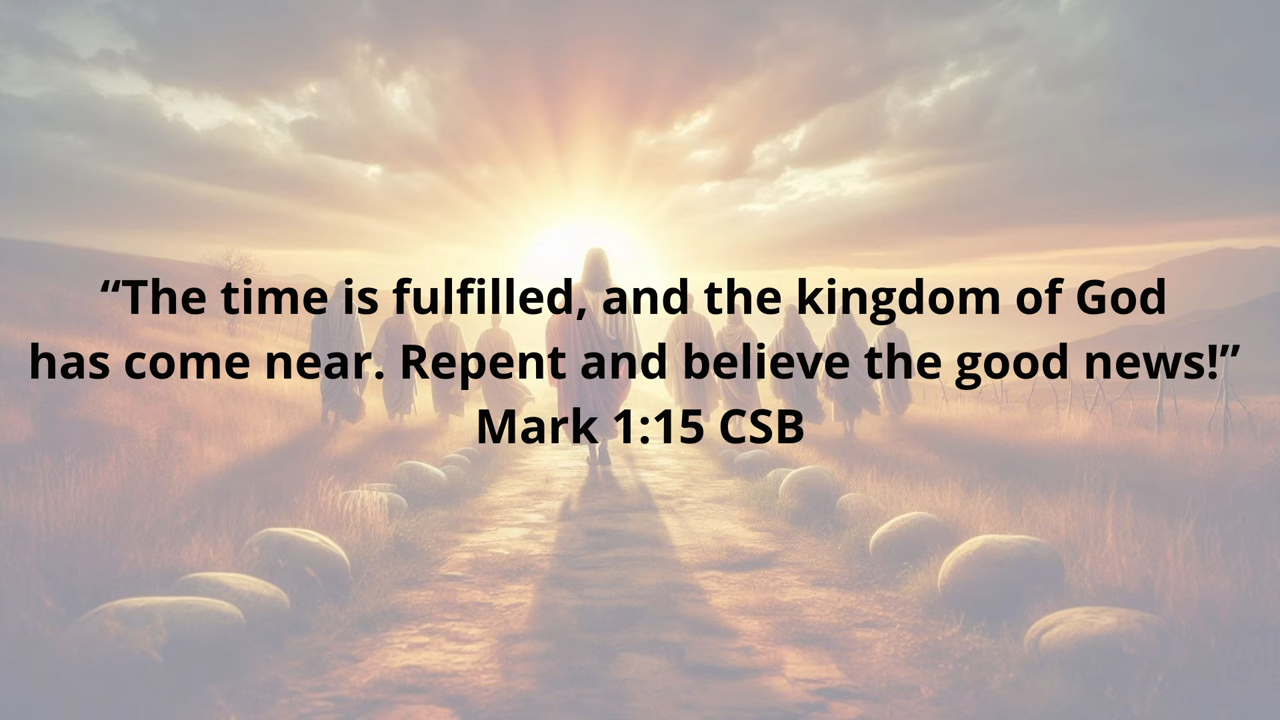 “The time is fulfilled, and the kingdom of God
has come near. Repent and believe the good news!”
Mark 1:15 CSB